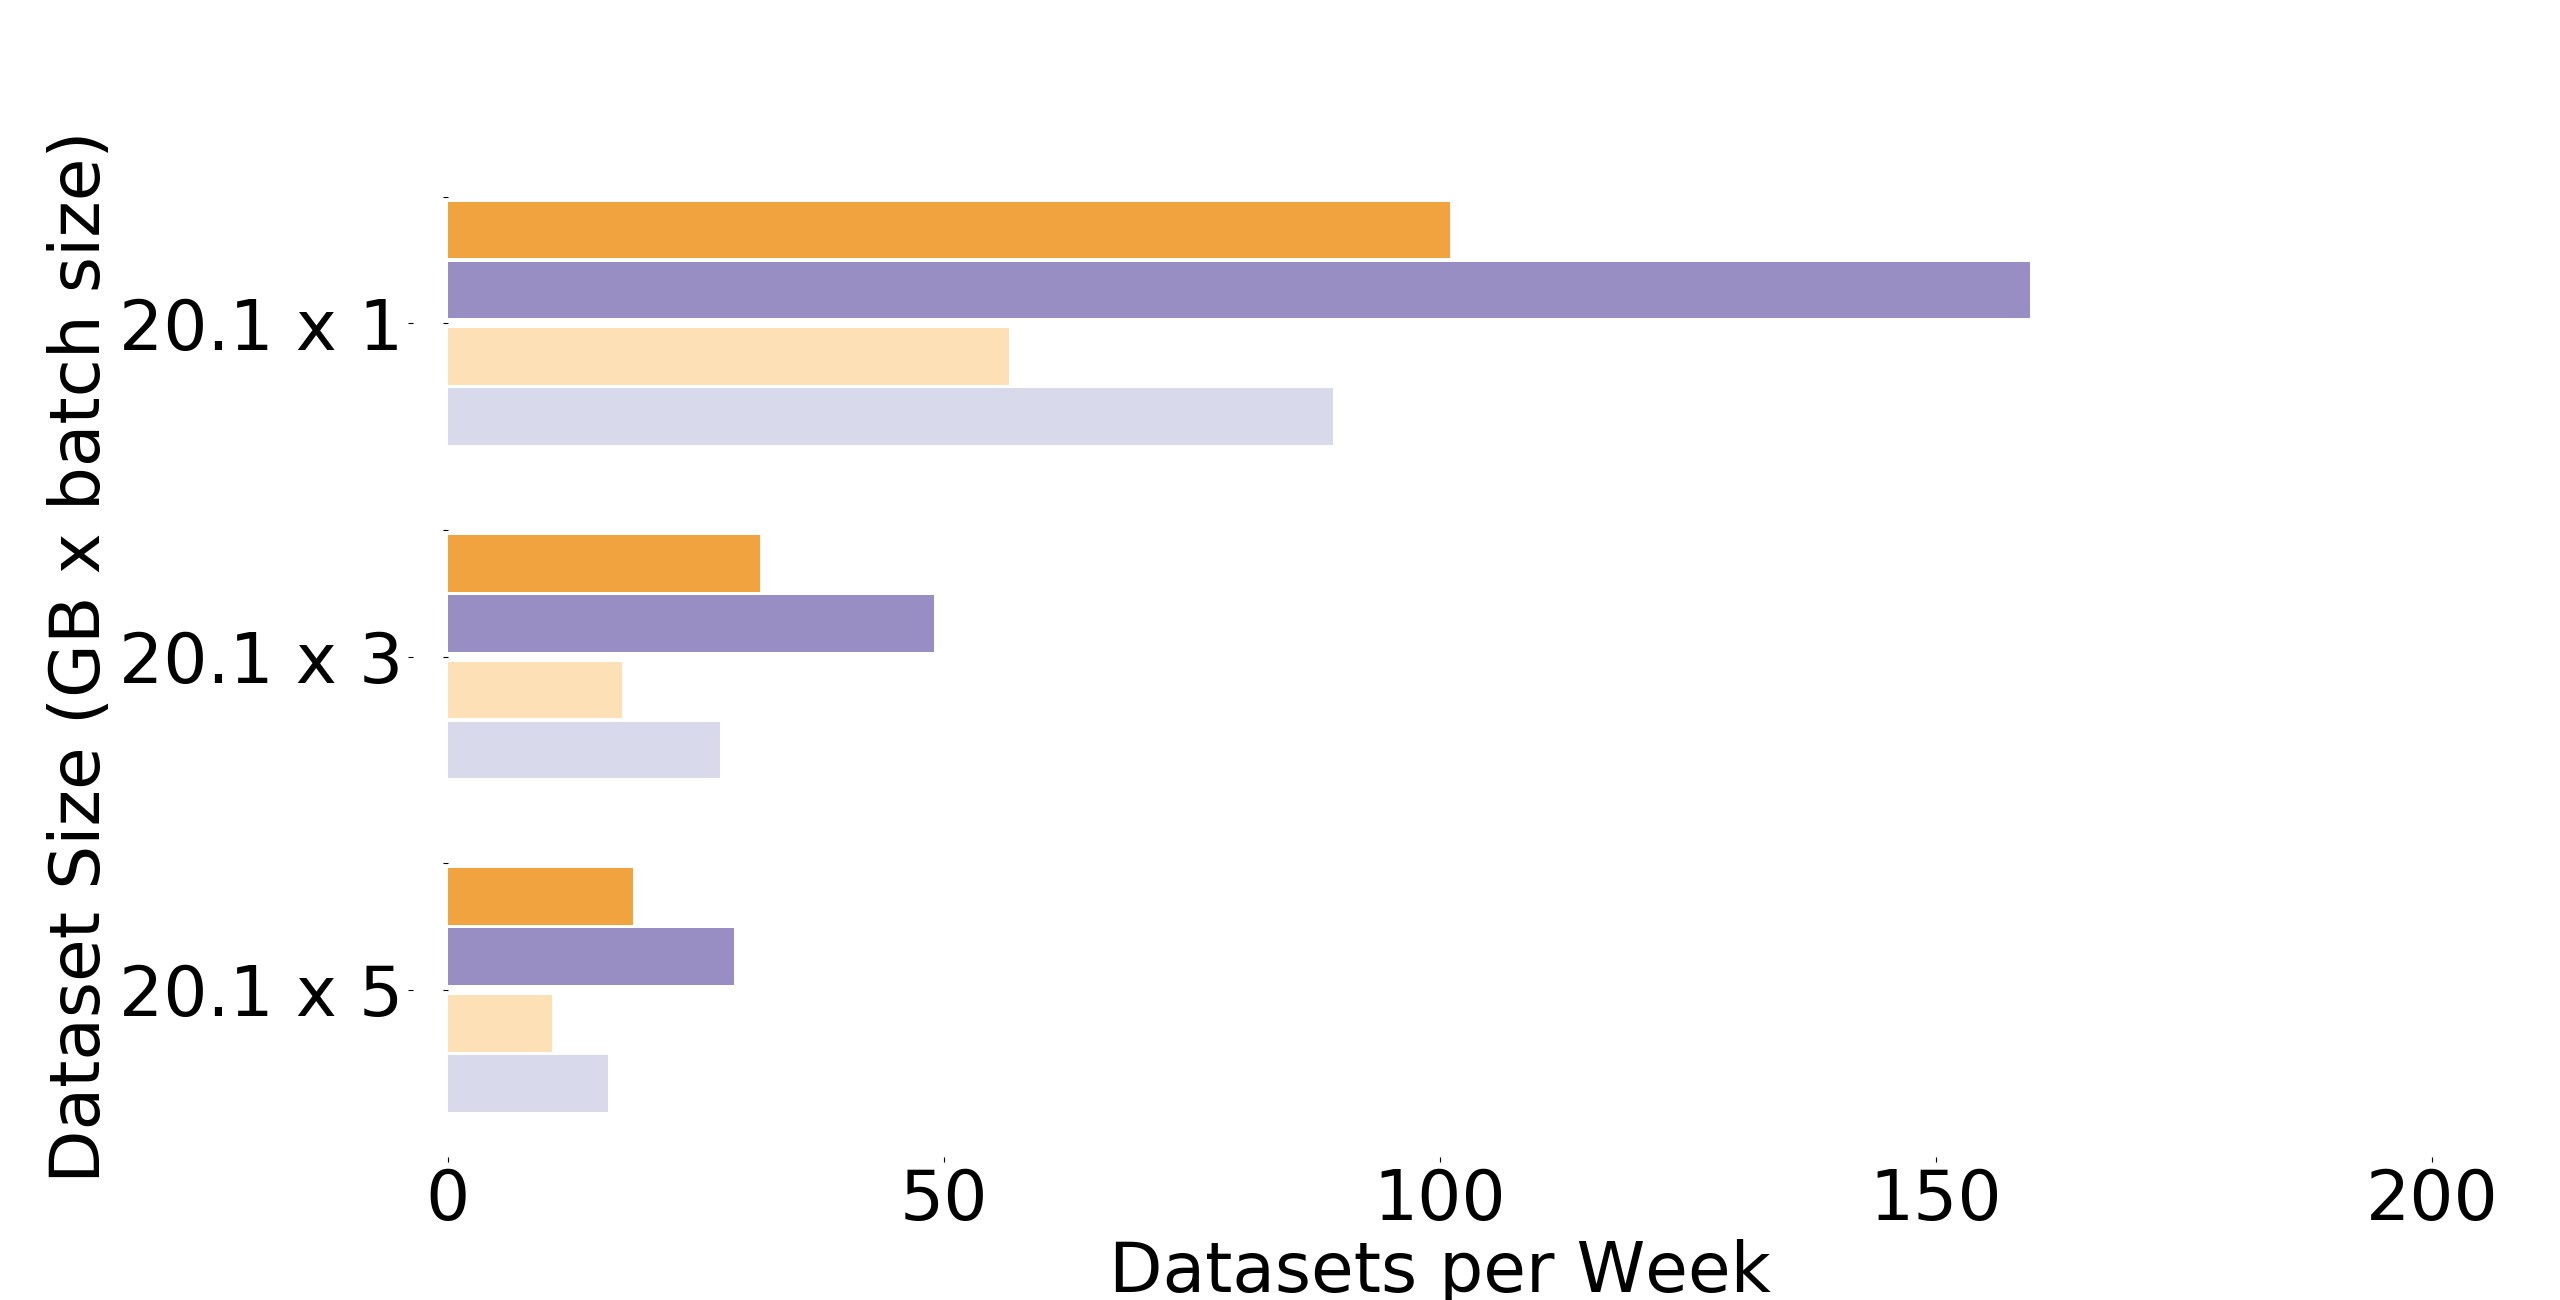 Dataset Size (GB x batch size)
20.1 x 1
20.1 x 3
20.1 x 5
0 50 100 150 200
Datasets per Week